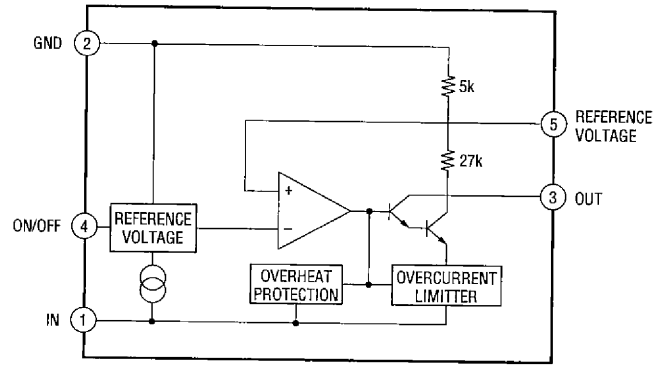 GND 2
5k
5 REFERENCE
VOLTAGE
27k
+
3 OUT
ON/OFF 4
REFERENCE
VOLTAGE
−
OVERHEAT
PROTECTION
OVERCURRENT
LIMITTER
IN 1